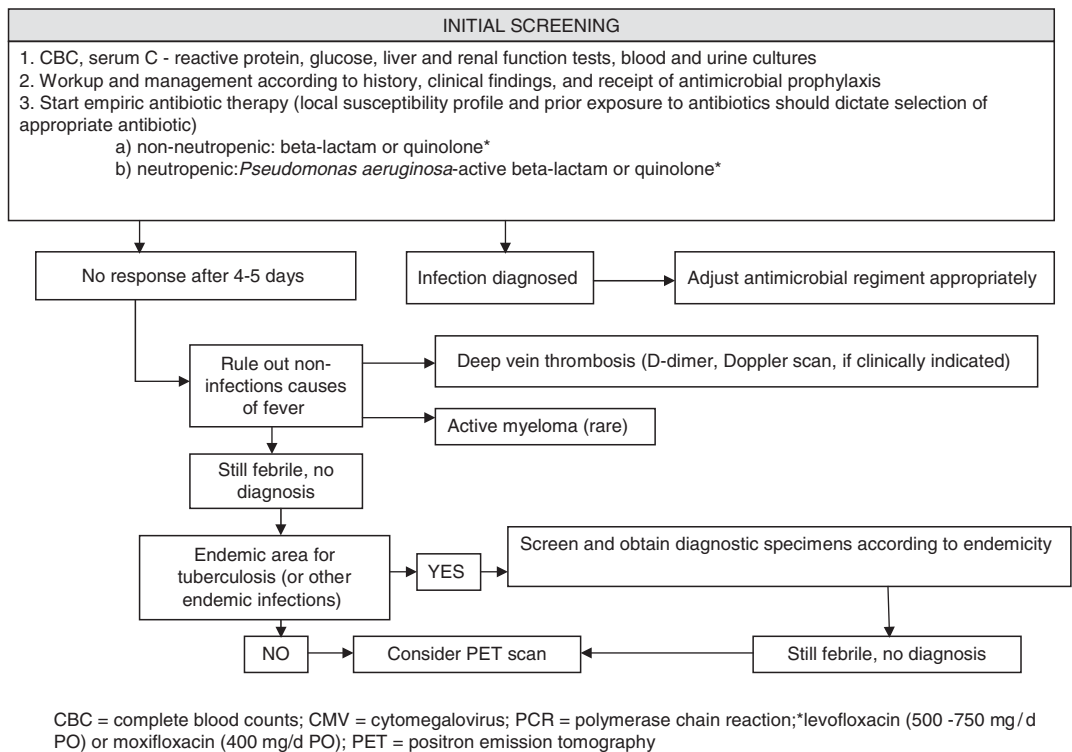 INITIAL SCREENING
1. CBC, serum C - reactive protein, glucose, liver and renal function tests, blood and urine cultures
2. Workup and management according to history, clinical findings, and receipt of antimicrobial prophylaxis
3. Start empiric antibiotic therapy (local susceptibility profile and prior exposure to antibiotics should dictate selection of
appropriate antibiotic)
a) non-neutropenic: beta-lactam or quinolone*
b) neutropenic:Pseudomonas aeruginosa-active beta-lactam or quinolone*
No response after 4-5 days
Infection diagnosed
Adjust antimicrobial regiment appropriately
Rule out non-
infections causes
of fever
Deep vein thrombosis (D-dimer, Doppler scan, if clinically indicated)
Active myeloma (rare)
Still febrile, no
diagnosis
Endemic area for
tuberculosis (or other
endemic infections)
YES
Screen and obtain diagnostic specimens according to endemicity
NO
Consider PET scan
Still febrile, no diagnosis
CBC = complete blood counts; CMV = cytomegalovirus; PCR = polymerase chain reaction;*levofloxacin (500 -750 mg/d
PO) or moxifloxacin (400 mg/d PO); PET = positron emission tomography